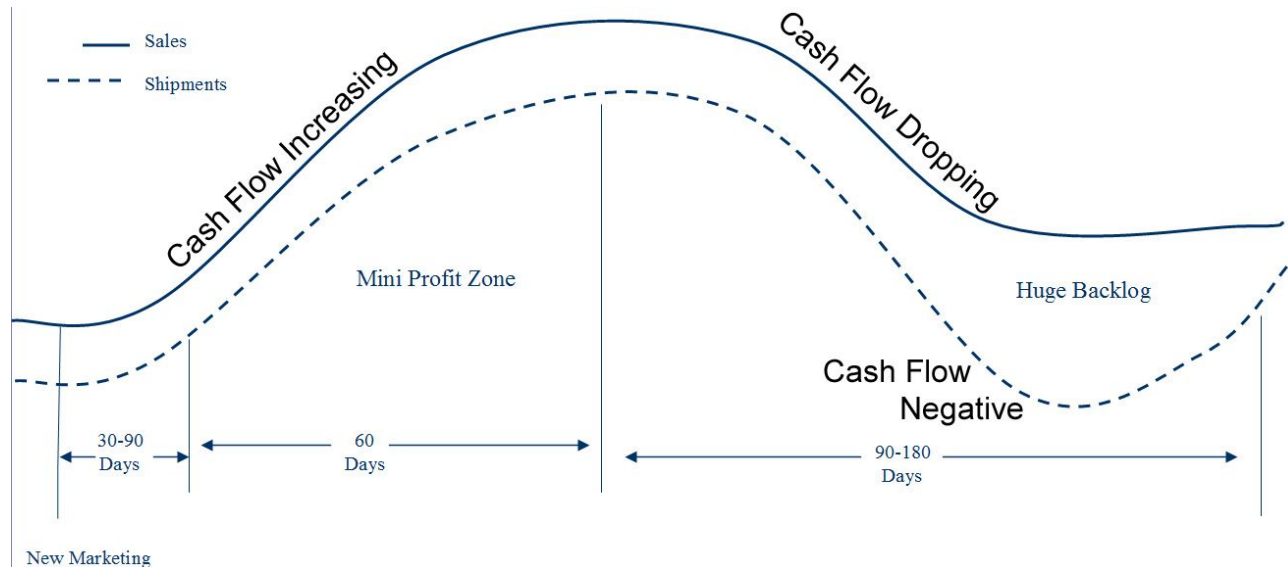 Sales
Shipments
Cash Flow Increasing
Cash Flow Dropping
Mini Profit Zone
Huge Backlog
Cash Flow
Negative
30-90
Days
60
Days
90-180
Days
New Marketing